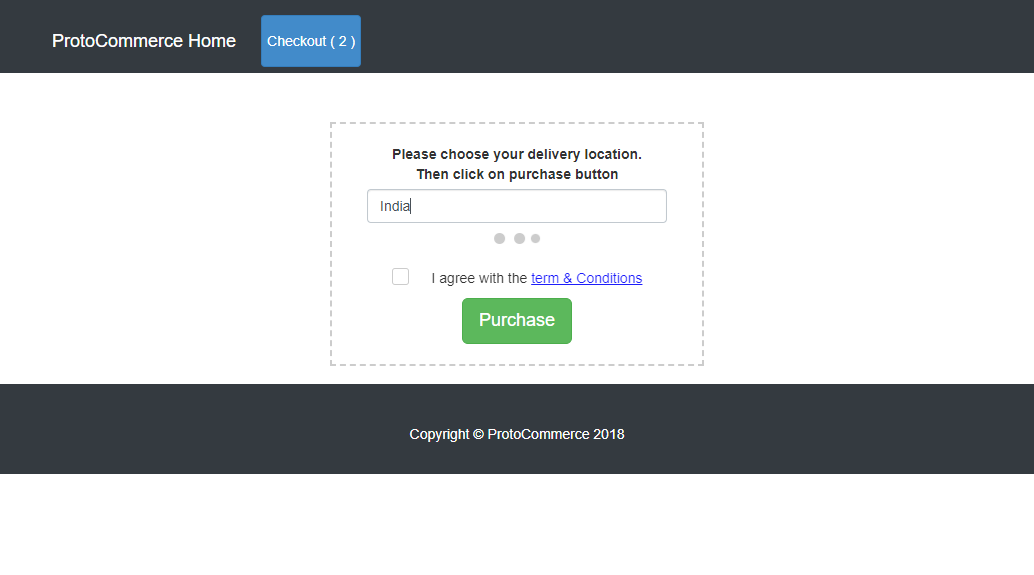 ProtoCommerce Home
Checkout ( 2 )
Please choose your delivery location.
Then click on purchase button
India
I agree with the term & Conditions
Purchase
Copyright © ProtoCommerce 2018